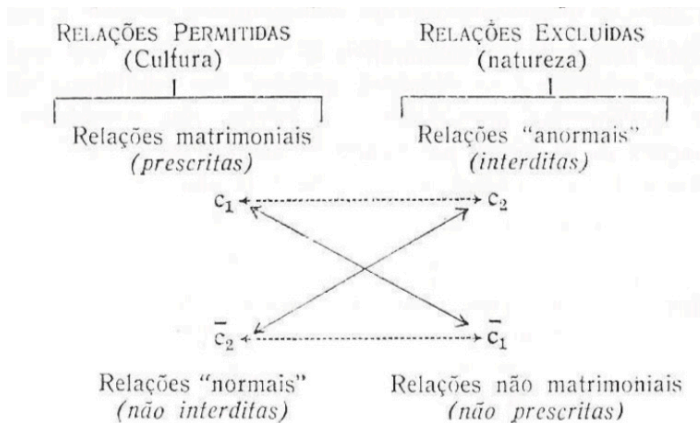 RELAÇÕES PERMITIDAS
(Cultura)
RELAÇÕES EXCLUÍDAS
(natureza)
Relações matrimoniais
(prescritas)
Relações “anormais”
(interditas)
c₁
c₂
c̄₂
c̄₁
Relações “normais”
(não interditas)
Relações não matrimoniais
(não prescritas)